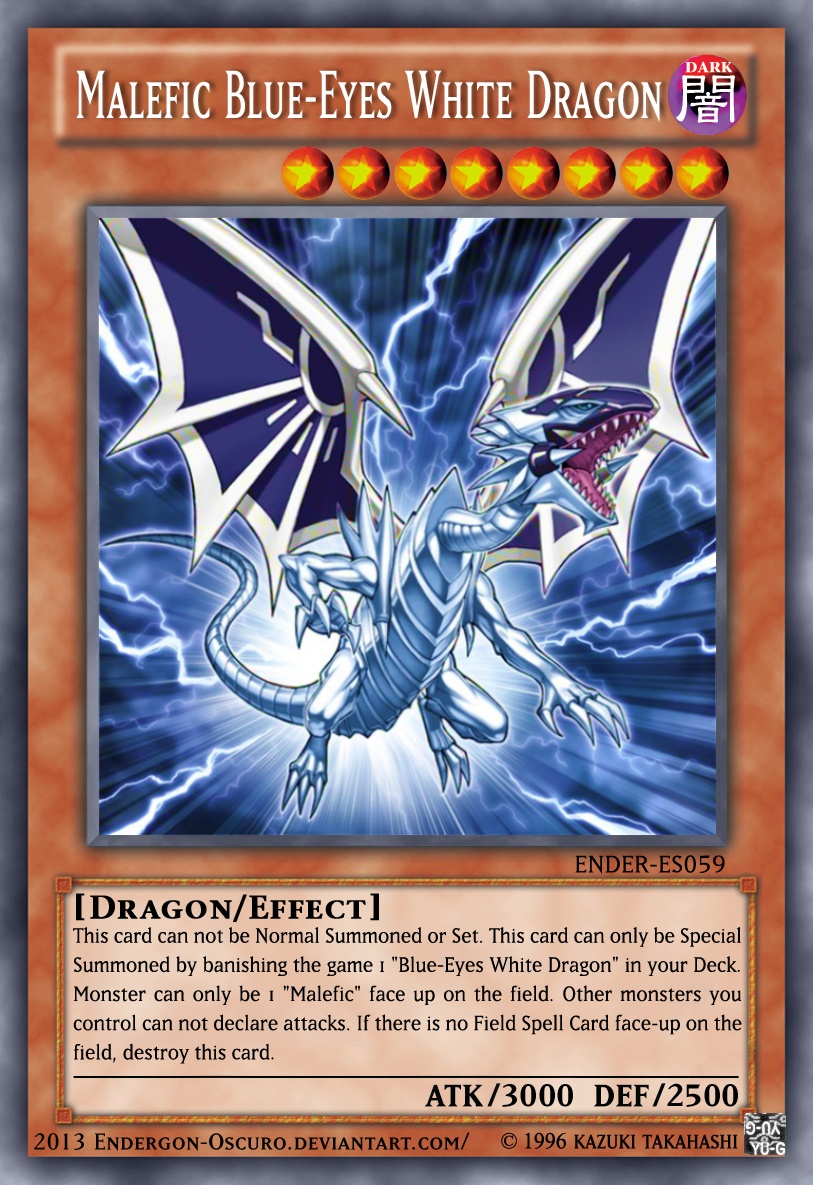 Malefic Blue-Eyes White Dragon
DARK
闇
ENDER-ES059
[Dragon/Effect]
This card can not be Normal Summoned or Set. This card can only be Special
Summoned by banishing the game 1 "Blue-Eyes White Dragon" in your Deck.
Monster can only be 1 "Malefic" face up on the field. Other monsters you
control can not declare attacks. If there is no Field Spell Card face-up on the
field, destroy this card.
ATK/3000 DEF/2500
2013 Endergon-Oscuro.deviantart.com/ © 1996 KAZUKI TAKAHASHI